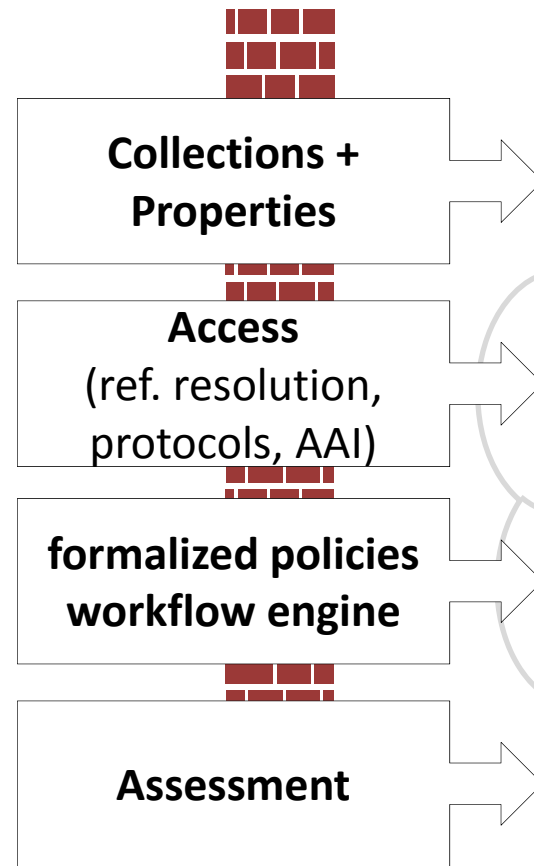 Collections +
Properties
Access
(ref. resolution,
protocols, AAI)
formalized policies
workflow engine
Assessment